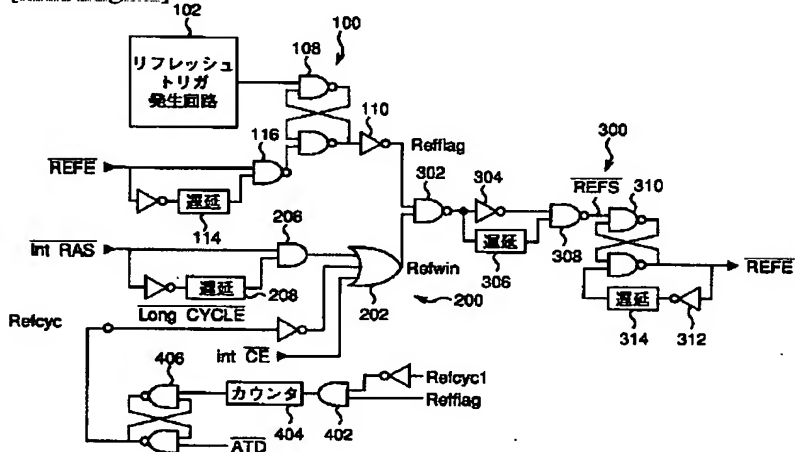 102
100
リフレッシュ
トリガ
発生回路
108
110
116
REFE
遅延
114
Refflag
302
304
REFS
300
310
遅延
306
308
REFE
遅延
314
312
Int RAS
206
遅延
208
Refwin
202
200
Long CYCLE
Refcyc
int CE
406
カウンタ
404
402
Refcyc1
Refflag
ATD